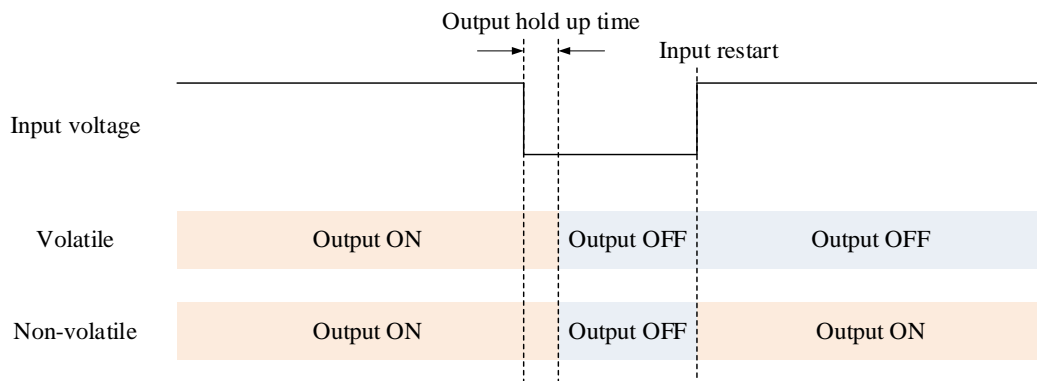 Output hold up time
Input restart
Input voltage
Volatile Output ON Output OFF Output OFF
Non-volatile Output ON Output OFF Output ON